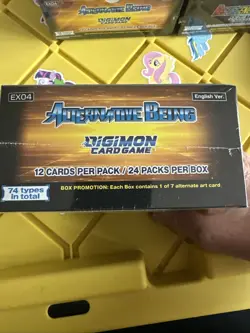 EX04
English Ver.
ALTERNATIVE BEING
DIGIMON
CARD GAME
12 CARDS PER PACK / 24 PACKS PER BOX
74 types
in total
BOX PROMOTION: Each Box contains 1 of 7 alternate art card.